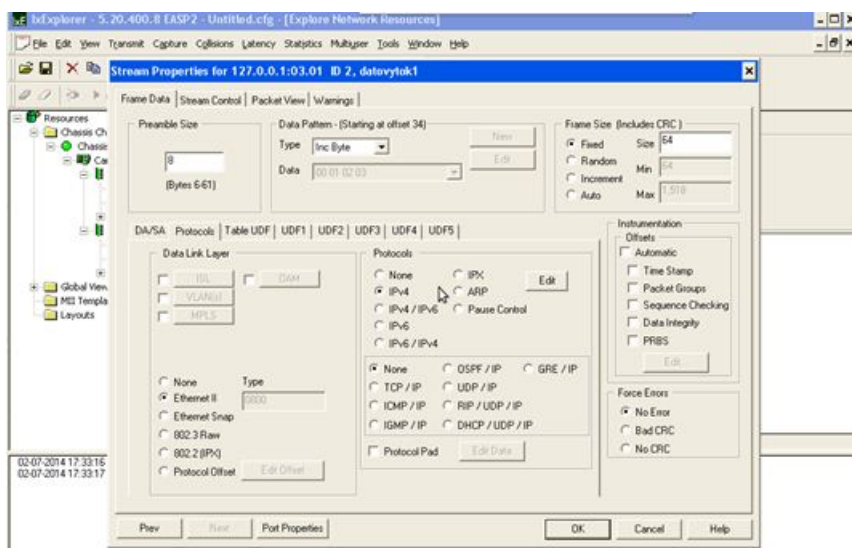 IxExplorer - 5.20.400.8 EASP2 - Untitled.cfg - [Explore Network Resources]
File Edit View Transmit Capture Collisions Latency Statistics Multiuser Tools Window Help
Stream Properties for 127.0.0.1:03.01 ID 2, datovytok1
Frame Data Stream Control Packet View Warnings
Resources
Chassis Ch
Chassi
Ca
Global View
MII Templa
Layouts
Preamble Size
8
(Bytes 6-61)
Data Pattern - (Starting at offset 34)
Type Inc Byte New
Data 00 01 02 03 Edit
Frame Size (Includes CRC )
Fixed Size 64
Random Min 64
Increment
Auto Max 1,518
DA/SA Protocols Table UDF UDF1 UDF2 UDF3 UDF4 UDF5
Data Link Layer
ISL DAM
VLAN(s)
MPLS
None Type
Ethernet II 0800
Ethernet Snap
802.3 Raw
802.2 (IPX)
Protocol Offset Edit Offset
Protocols
None IPX Edit
IPv4 ARP
IPv4 / IPv6 Pause Control
IPv6
IPv6 / IPv4
None OSPF / IP GRE / IP
TCP / IP UDP / IP
ICMP / IP RIP / UDP / IP
IGMP / IP DHCP / UDP / IP
Protocol Pad Edit Data
Instrumentation
Offsets
Automatic
Time Stamp
Packet Groups
Sequence Checking
Data Integrity
PRBS
Edit
Force Errors
No Error
Bad CRC
No CRC
02-07-2014 17:33:16
02-07-2014 17:33:17
Prev Next Port Properties OK Cancel Help